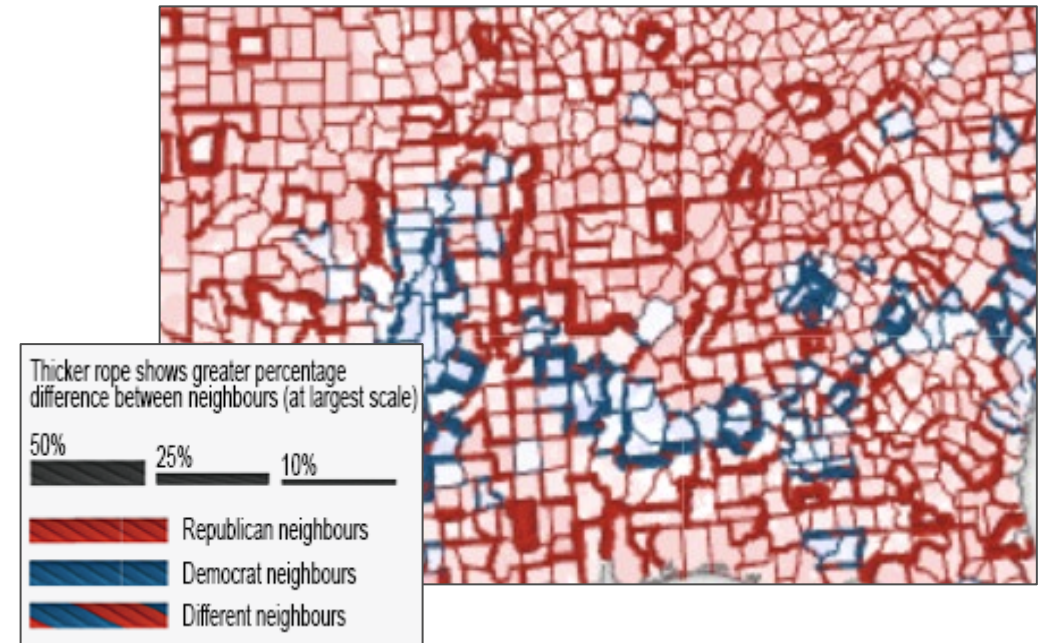 Thicker rope shows greater percentage
difference between neighbours (at largest scale)
50%
25%
10%
Republican neighbours
Democrat neighbours
Different neighbours